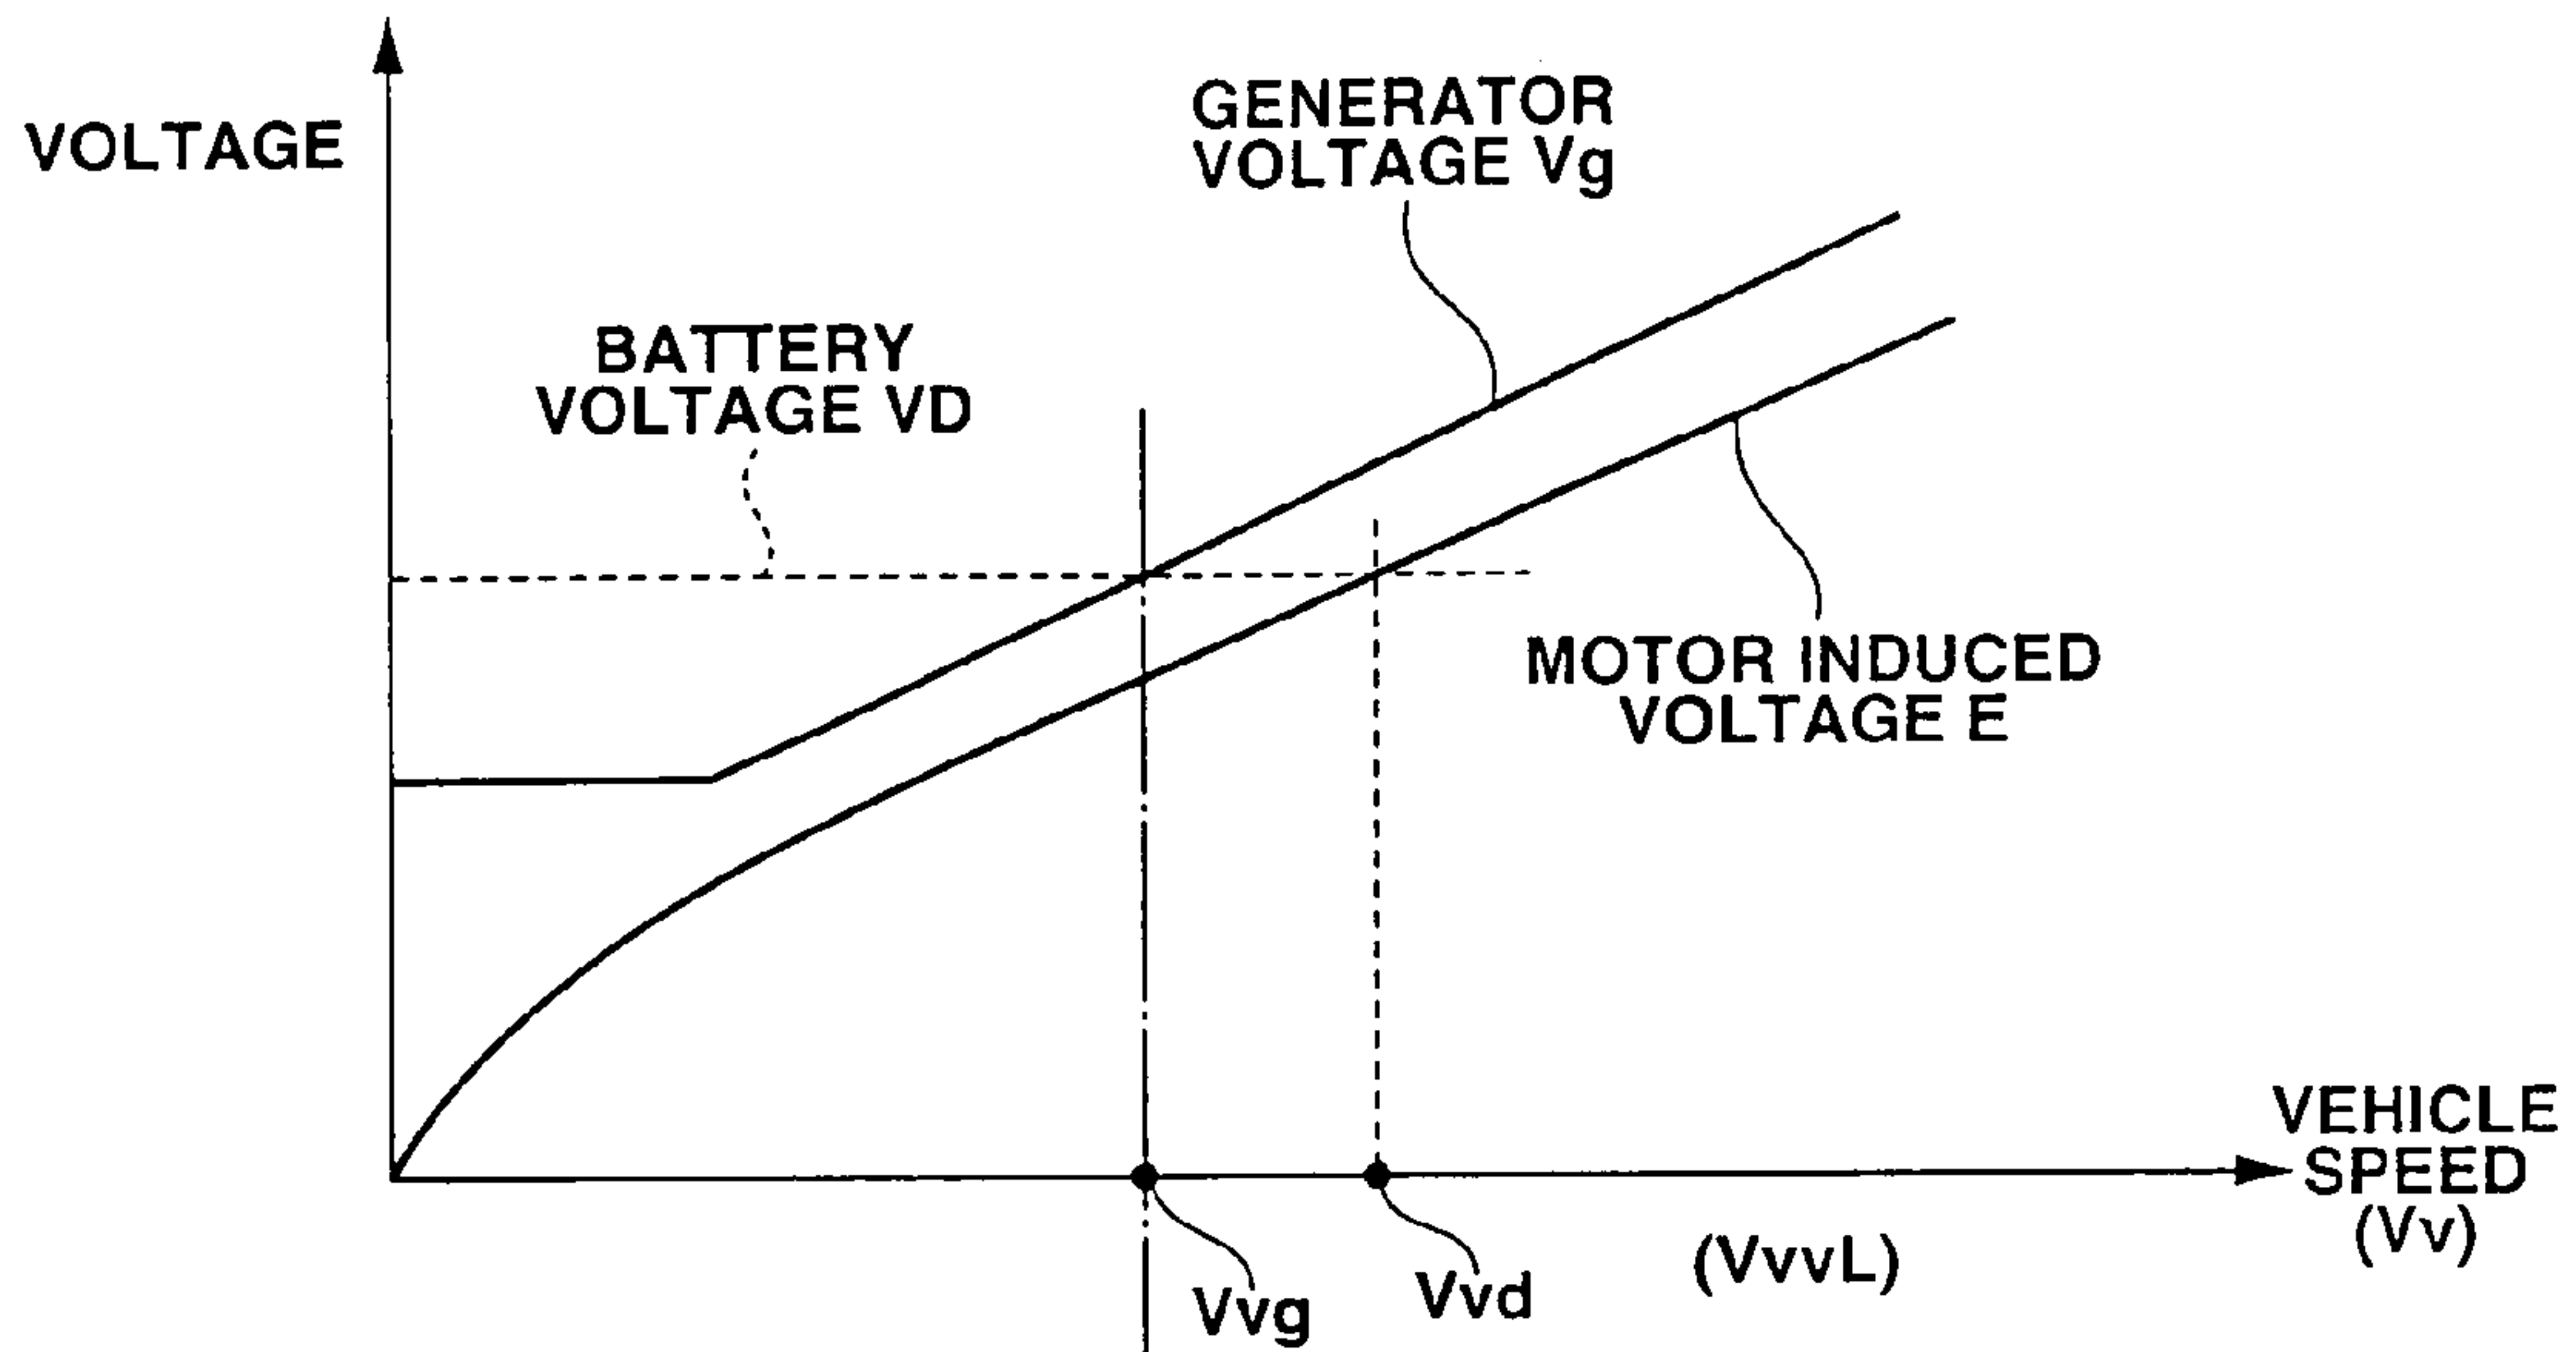 VOLTAGE
GENERATOR
VOLTAGE Vg
BATTERY
VOLTAGE VD
MOTOR INDUCED
VOLTAGE E
VEHICLE
SPEED
(Vv)
Vvg
Vvd
(VvvL)